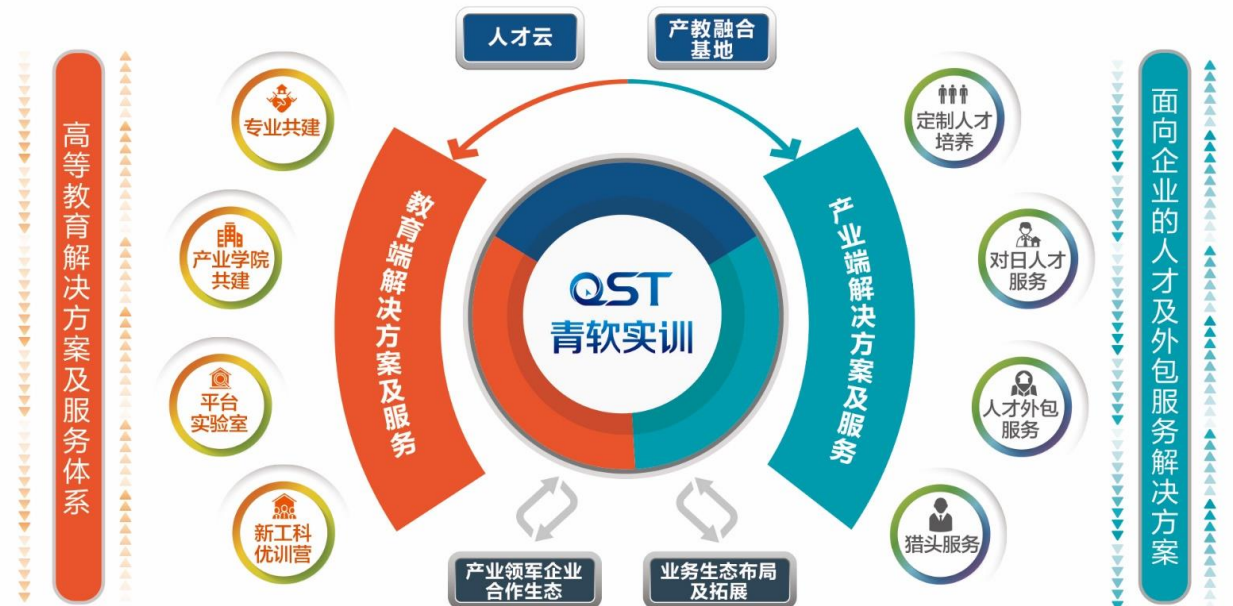 人才云
产教融合
基地
高等教育解决方案及服务体系
专业共建
产业学院
共建
平台
实验室
新工科
优训营
教育端解决方案及服务
QST
青软实训
产业端解决方案及服务
定制人才
培养
对日人才
服务
人才外包
服务
猎头服务
面向企业的人才及外包服务解决方案
产业领军企业
合作生态
业务生态布局
及拓展